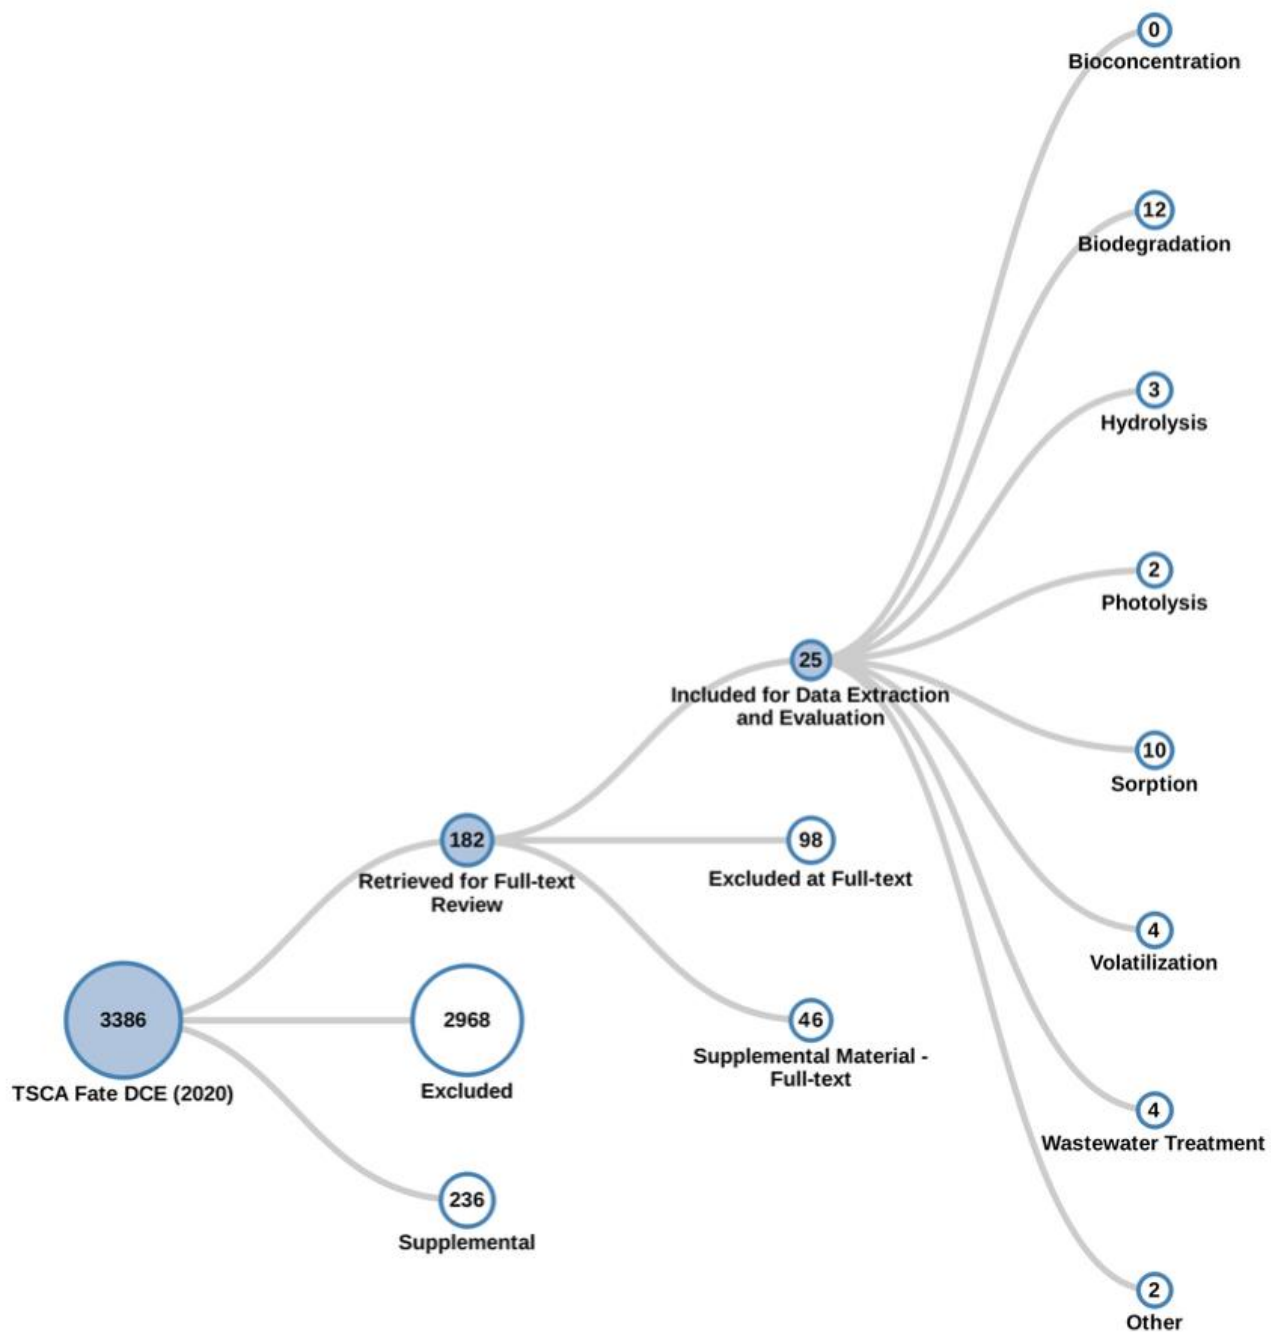 0
Bioconcentration
12
Biodegradation
3
Hydrolysis
2
Photolysis
25
Included for Data Extraction
and Evaluation
10
Sorption
182
Retrieved for Full-text
Review
98
Excluded at Full-text
4
Volatilization
3386
TSCA Fate DCE (2020)
2968
Excluded
46
Supplemental Material -
Full-text
4
Wastewater Treatment
236
Supplemental
2
Other